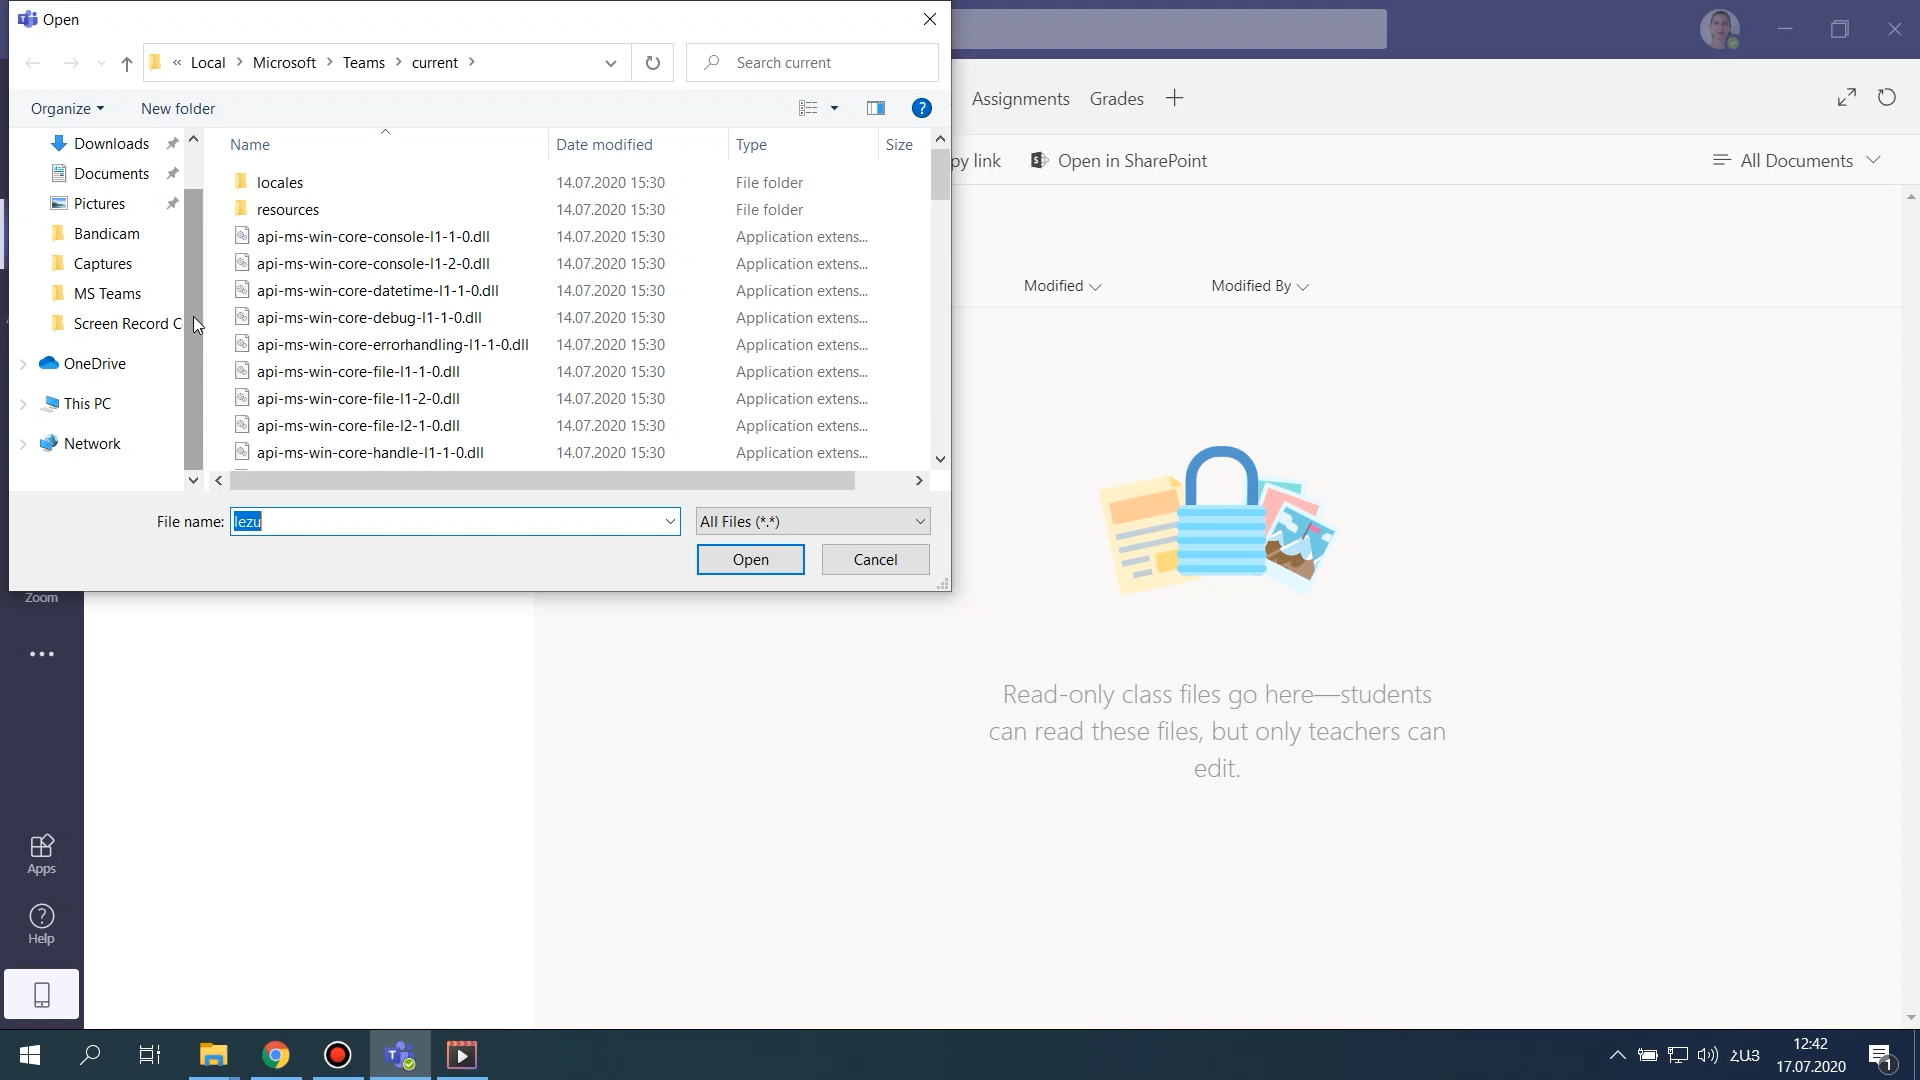 Open
« Local > Microsoft > Teams > current >
Search current
Organize
New folder
Downloads
Documents
Pictures
Bandicam
Captures
MS Teams
Screen Record C
OneDrive
This PC
Network
Name Date modified Type Size
locales 14.07.2020 15:30 File folder
resources 14.07.2020 15:30 File folder
api-ms-win-core-console-l1-1-0.dll 14.07.2020 15:30 Application extens...
api-ms-win-core-console-l1-2-0.dll 14.07.2020 15:30 Application extens...
api-ms-win-core-datetime-l1-1-0.dll 14.07.2020 15:30 Application extens...
api-ms-win-core-debug-l1-1-0.dll 14.07.2020 15:30 Application extens...
api-ms-win-core-errorhandling-l1-1-0.dll 14.07.2020 15:30 Application extens...
api-ms-win-core-file-l1-1-0.dll 14.07.2020 15:30 Application extens...
api-ms-win-core-file-l1-2-0.dll 14.07.2020 15:30 Application extens...
api-ms-win-core-file-l2-1-0.dll 14.07.2020 15:30 Application extens...
api-ms-win-core-handle-l1-1-0.dll 14.07.2020 15:30 Application extens...
File name: lezu
All Files (*.*)
Open
Cancel
Assignments Grades
py link
Open in SharePoint
All Documents
Modified
Modified By
Read-only class files go here—students
can read these files, but only teachers can
edit.
Zoom
Apps
Help
ՀԱՅ
12:42
17.07.2020
1